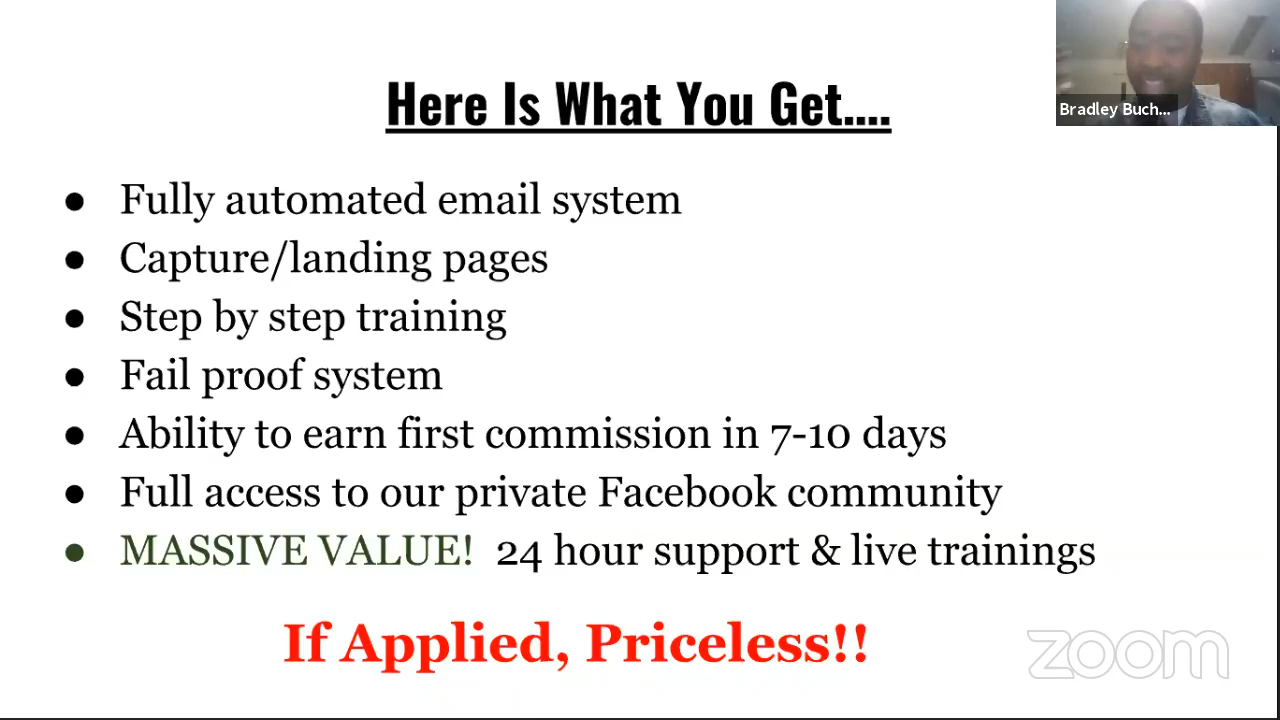 Here Is What You Get....
Bradley Buch...
● Fully automated email system
● Capture/landing pages
● Step by step training
● Fail proof system
● Ability to earn first commission in 7-10 days
● Full access to our private Facebook community
● MASSIVE VALUE! 24 hour support & live trainings
If Applied, Priceless!!
zoom